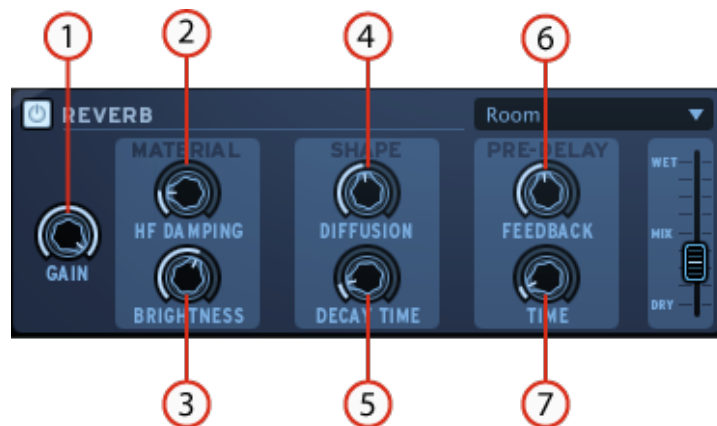 1 2 4 6
REVERB Room
MATERIAL SHAPE PRE-DELAY
WET
HF DAMPING DIFFUSION FEEDBACK
MIX
GAIN
DRY
BRIGHTNESS DECAY TIME TIME
3 5 7